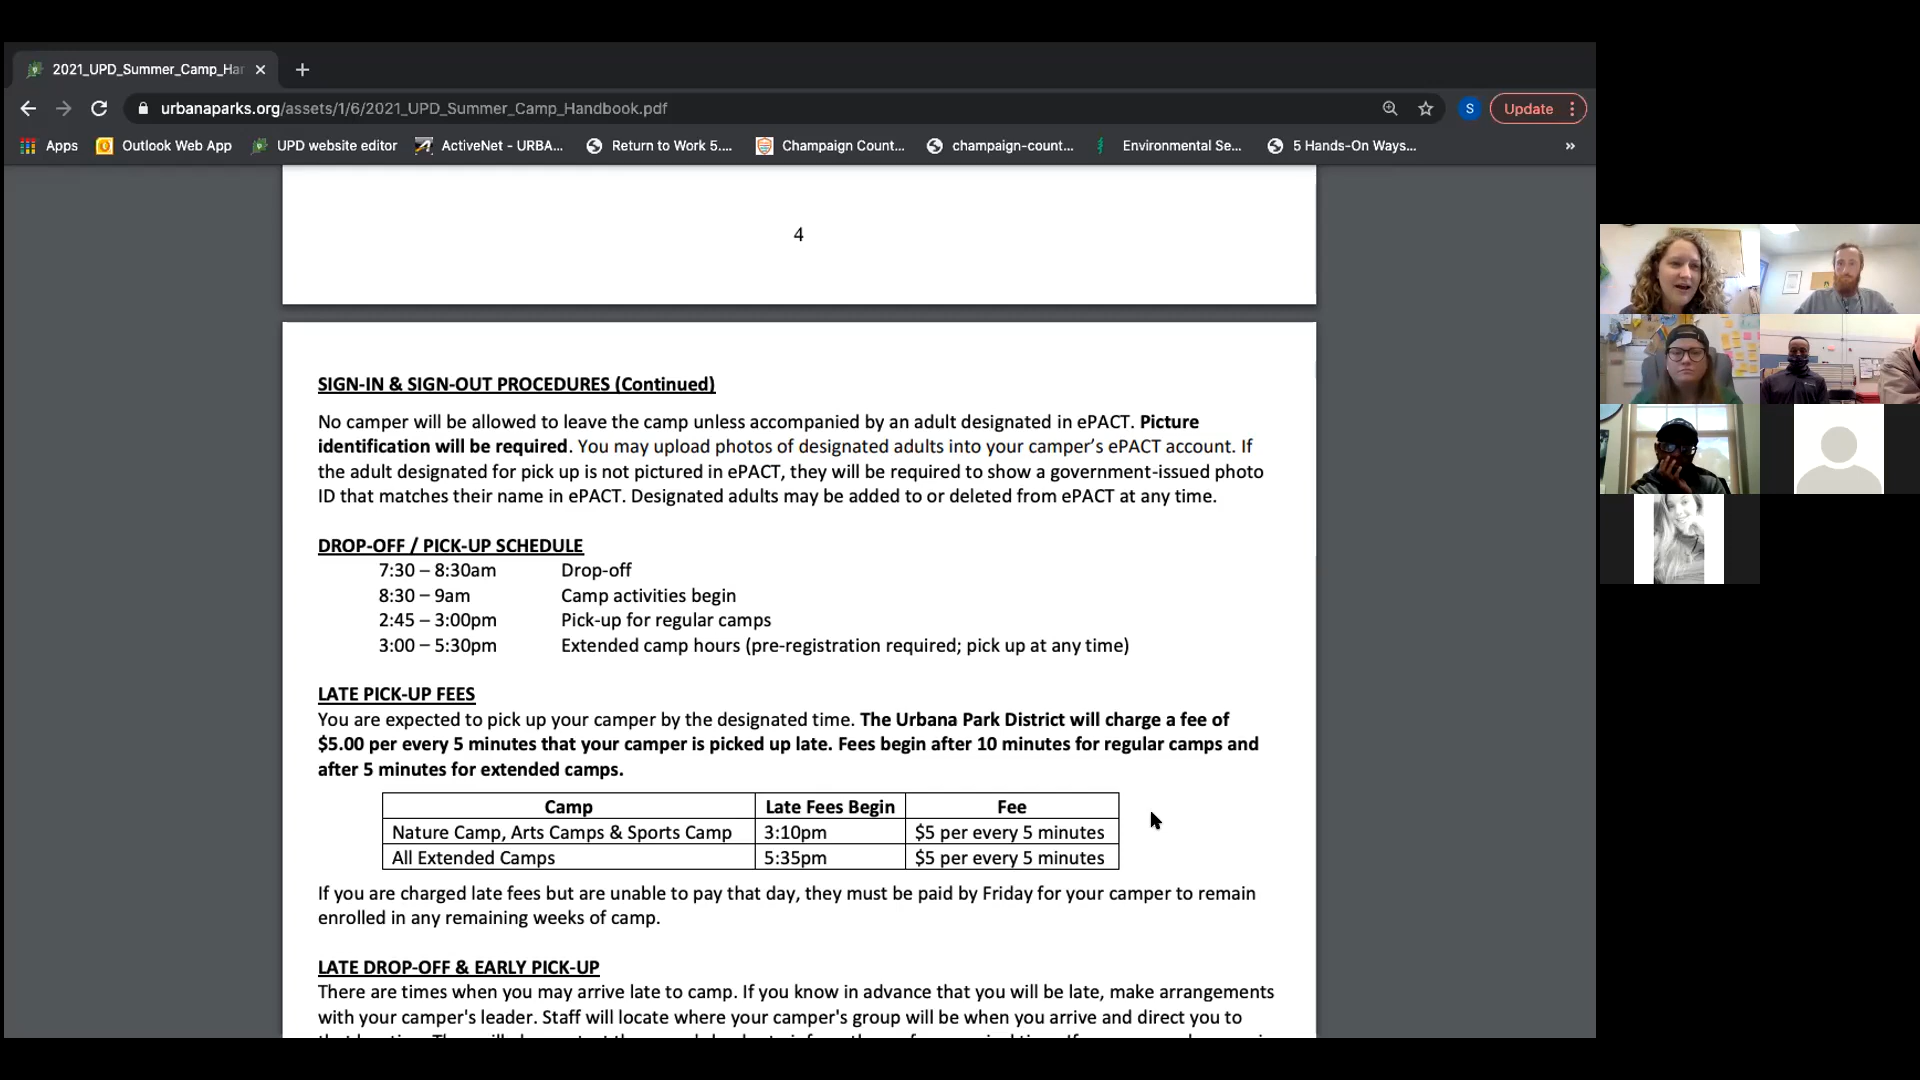 2021_UPD_Summer_Camp_Har
urbanaparks.org/assets/1/6/2021_UPD_Summer_Camp_Handbook.pdf
S
Update
Apps
Outlook Web App
UPD website editor
ActiveNet - URBA...
Return to Work 5....
Champaign Count...
champaign-count...
Environmental Se...
5 Hands-On Ways...
»
4
SIGN-IN & SIGN-OUT PROCEDURES (Continued)
No camper will be allowed to leave the camp unless accompanied by an adult designated in ePACT. Picture
identification will be required. You may upload photos of designated adults into your camper’s ePACT account. If
the adult designated for pick up is not pictured in ePACT, they will be required to show a government-issued photo
ID that matches their name in ePACT. Designated adults may be added to or deleted from ePACT at any time.
DROP-OFF / PICK-UP SCHEDULE
7:30 – 8:30am Drop-off
8:30 – 9am Camp activities begin
2:45 – 3:00pm Pick-up for regular camps
3:00 – 5:30pm Extended camp hours (pre-registration required; pick up at any time)
LATE PICK-UP FEES
You are expected to pick up your camper by the designated time. The Urbana Park District will charge a fee of
$5.00 per every 5 minutes that your camper is picked up late. Fees begin after 10 minutes for regular camps and
after 5 minutes for extended camps.
Camp Late Fees Begin Fee
Nature Camp, Arts Camps & Sports Camp 3:10pm $5 per every 5 minutes
All Extended Camps 5:35pm $5 per every 5 minutes
If you are charged late fees but are unable to pay that day, they must be paid by Friday for your camper to remain
enrolled in any remaining weeks of camp.
LATE DROP-OFF & EARLY PICK-UP
There are times when you may arrive late to camp. If you know in advance that you will be late, make arrangements
with your camper's leader. Staff will locate where your camper's group will be when you arrive and direct you to